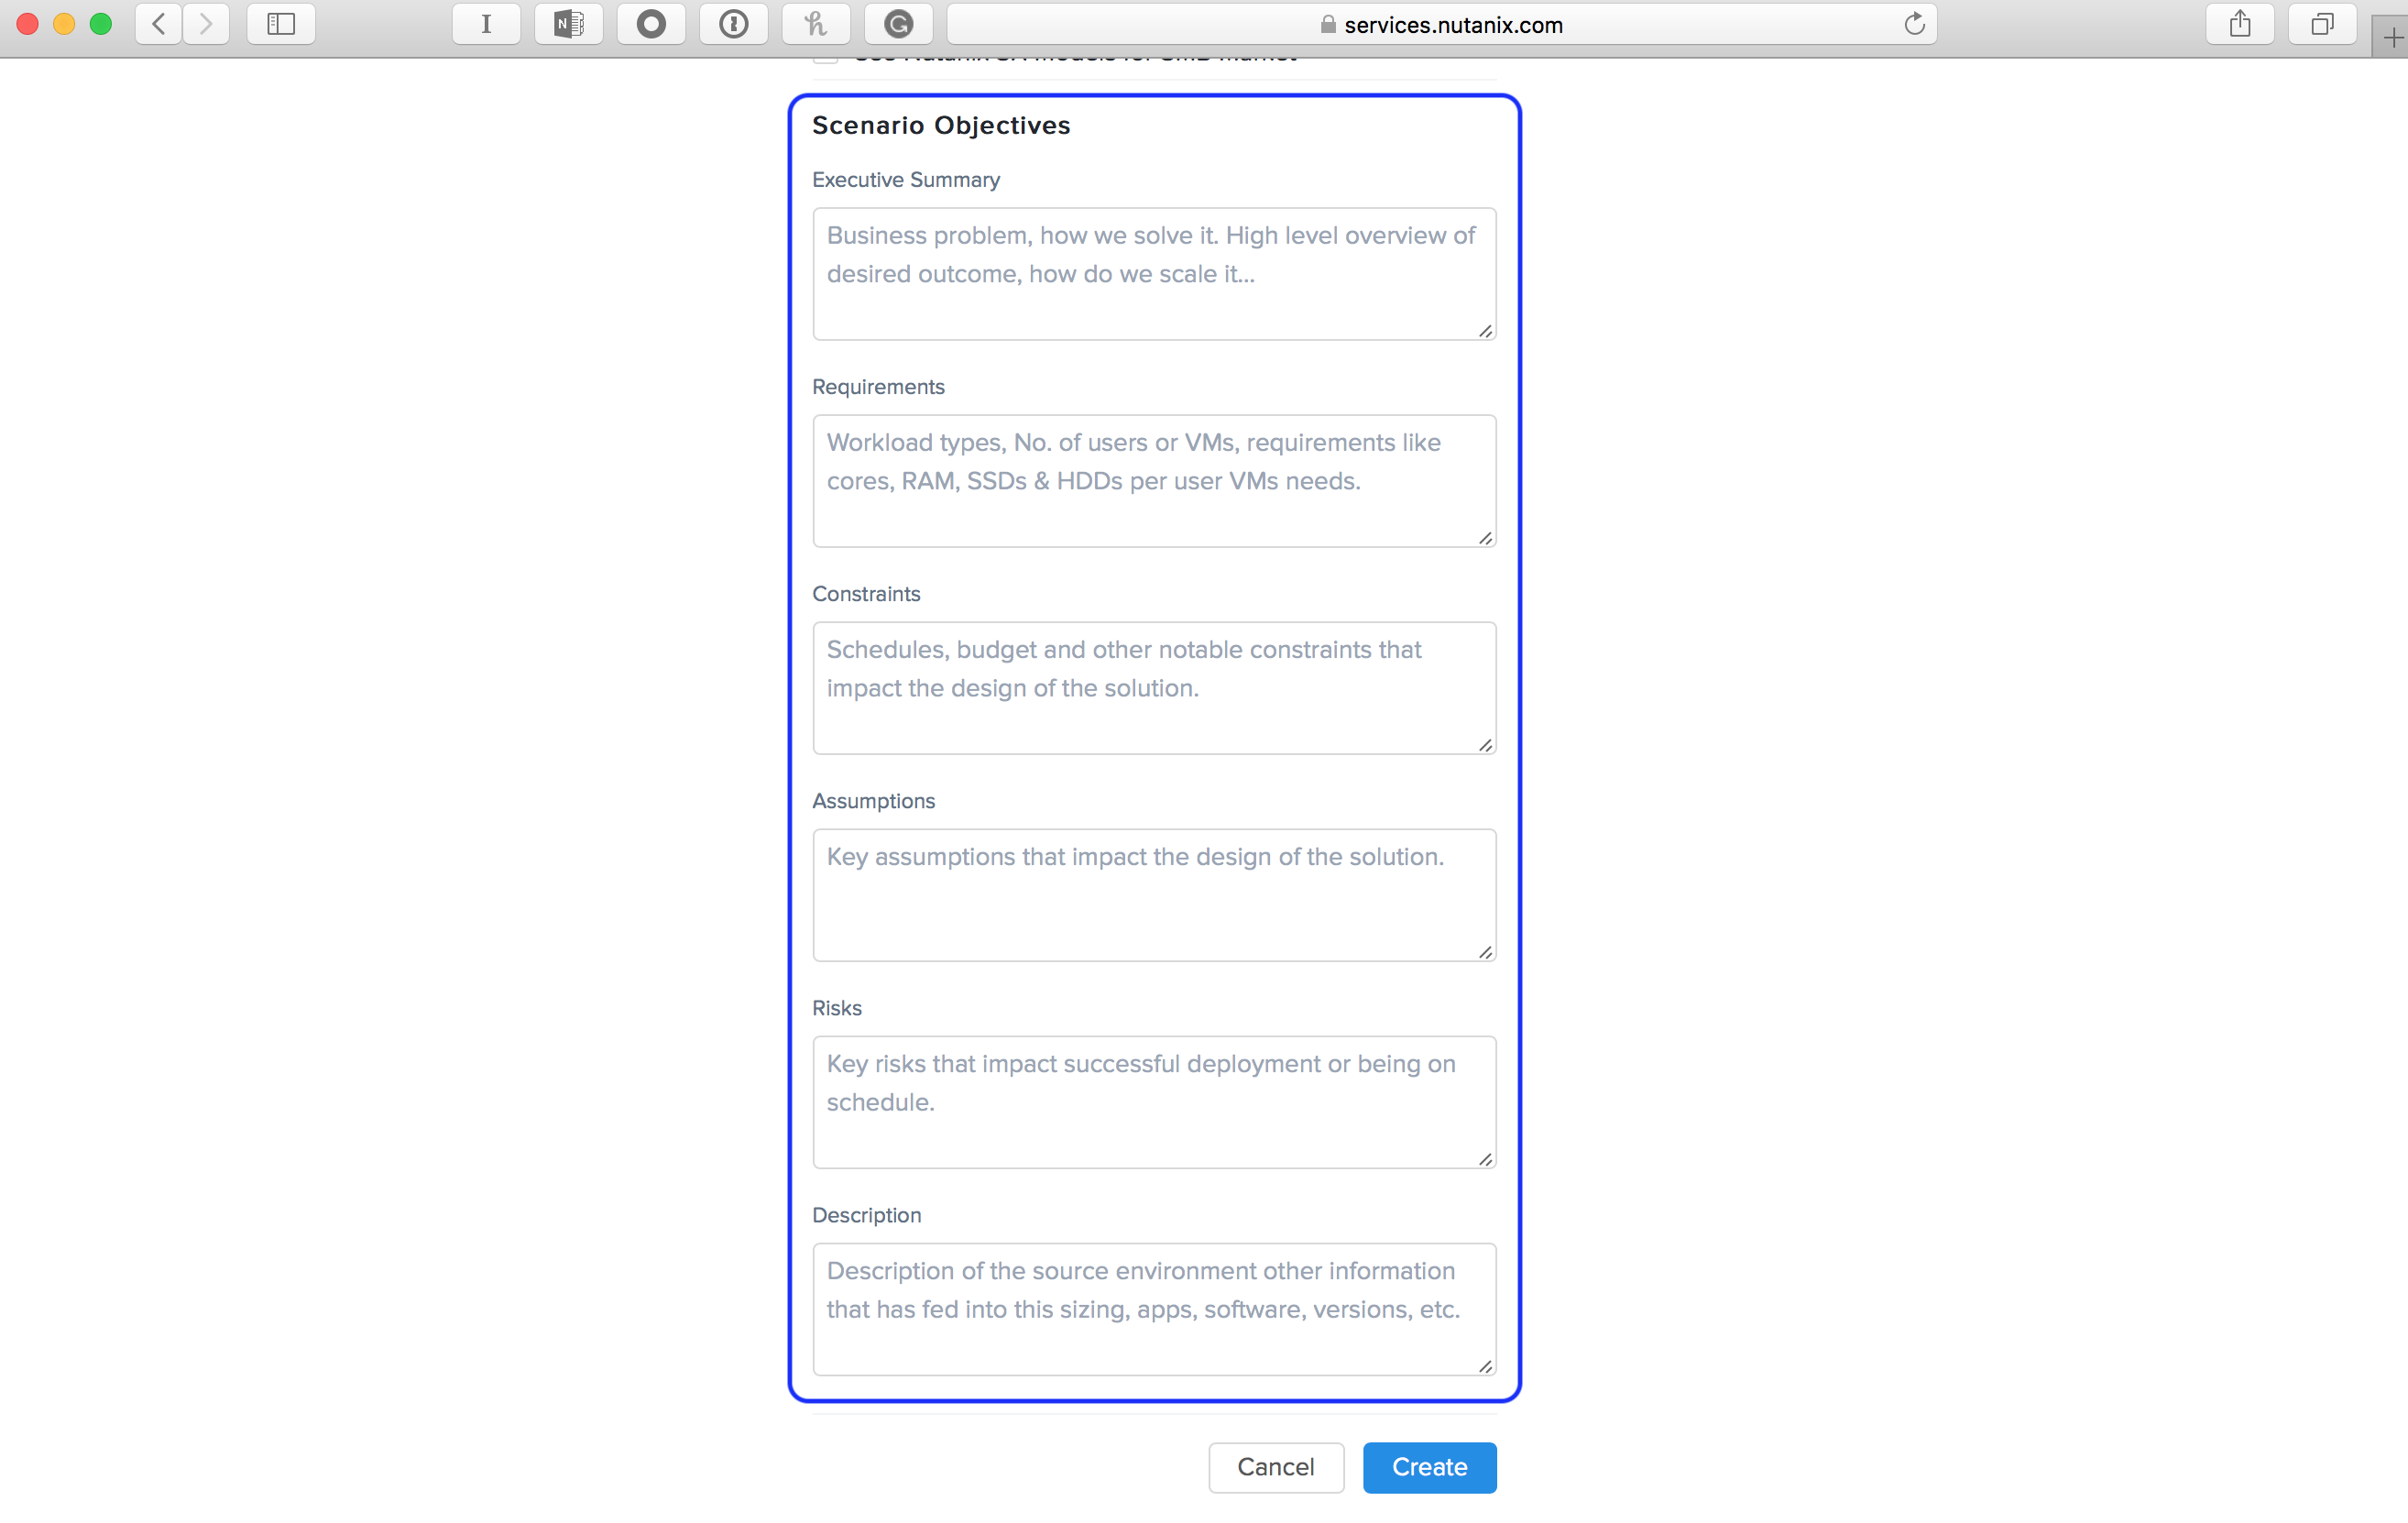 services.nutanix.com
Scenario Objectives
Executive Summary
Business problem, how we solve it. High level overview of
desired outcome, how do we scale it...
Requirements
Workload types, No. of users or VMs, requirements like
cores, RAM, SSDs & HDDs per user VMs needs.
Constraints
Schedules, budget and other notable constraints that
impact the design of the solution.
Assumptions
Key assumptions that impact the design of the solution.
Risks
Key risks that impact successful deployment or being on
schedule.
Description
Description of the source environment other information
that has fed into this sizing, apps, software, versions, etc.
Cancel
Create